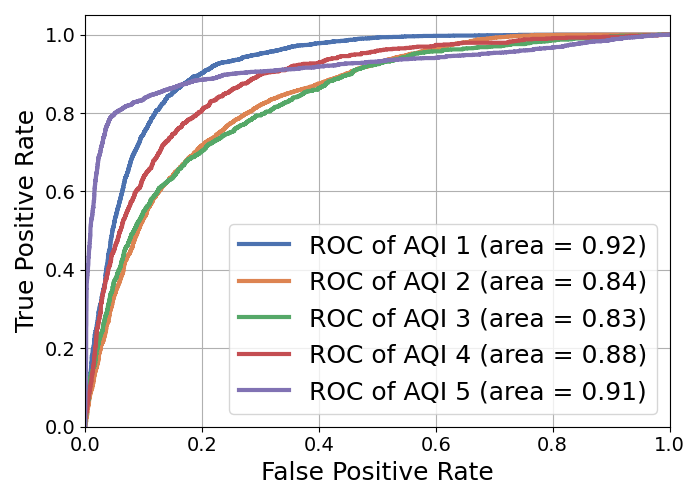 True Positive Rate
1.0
0.8
0.6
0.4
0.2
0.0
ROC of AQI 1 (area = 0.92)
ROC of AQI 2 (area = 0.84)
ROC of AQI 3 (area = 0.83)
ROC of AQI 4 (area = 0.88)
ROC of AQI 5 (area = 0.91)
0.0 0.2 0.4 0.6 0.8 1.0
False Positive Rate